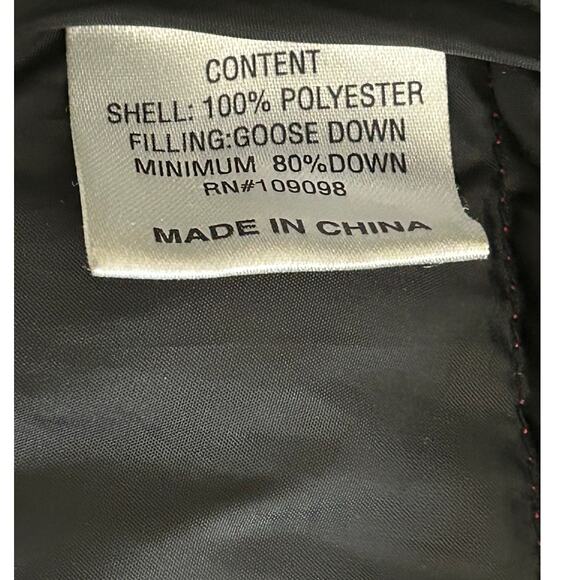 CONTENT
SHELL: 100% POLYESTER
FILLING:GOOSE DOWN
MINIMUM 80%DOWN
RN#109098
MADE IN CHINA